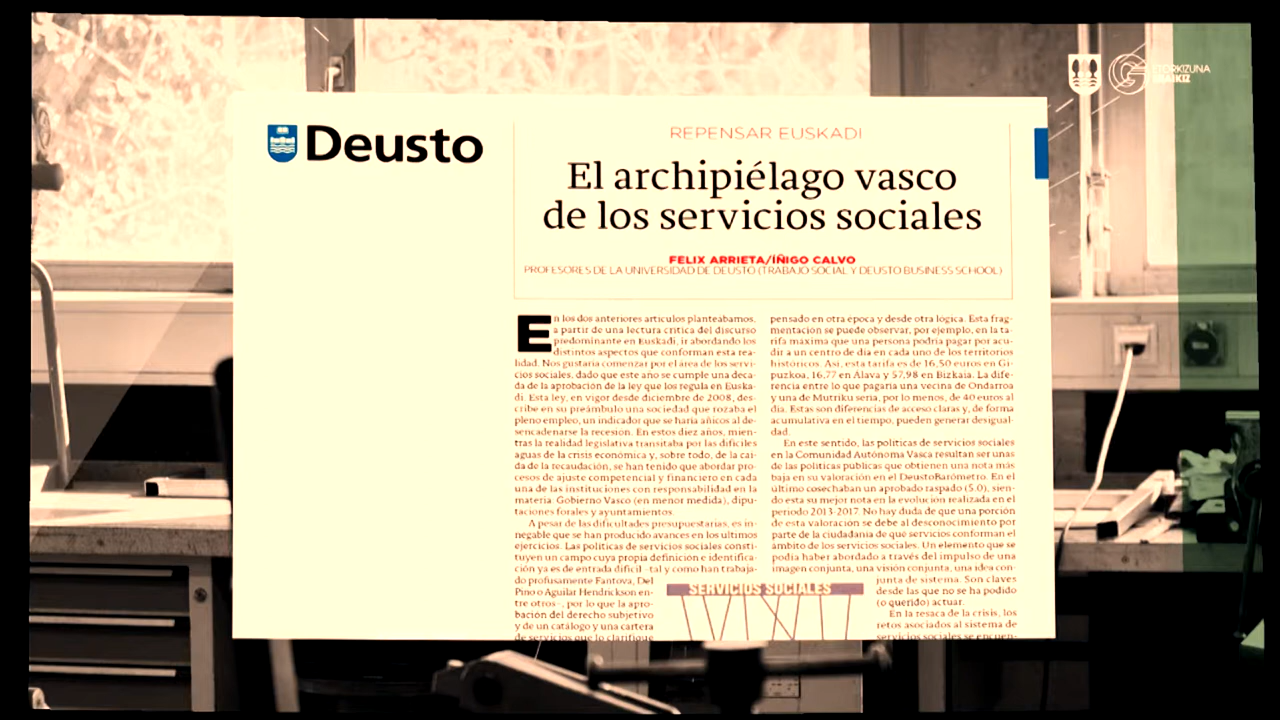 Deusto
REPENSAR EUSKADI
El archipiélago vasco
de los servicios sociales
FELIX ARRIETA/ÍÑIGO CALVO
PROFESORES DE LA UNIVERSIDAD DE DEUSTO (TRABAJO SOCIAL Y DEUSTO BUSINESS SCHOOL)
En los dos anteriores artículos planteábamos,
a partir de una lectura crítica del discurso
predominante en Euskadi, ir abordando los
distintos aspectos que conforman esta rea-
lidad. Nos gustaría comenzar por el área de los servi-
cios sociales, dado que este año se cumple una déca-
da de la aprobación de la ley que los regula en Euska-
di. Esta ley, en vigor desde diciembre de 2008, des-
cribe en su preámbulo una sociedad que rozaba el
pleno empleo, un indicador que se haría añicos al de-
sencadenarse la recesión. En estos diez años, mien-
tras la realidad legislativa transitaba por las difíciles
aguas de la crisis económica y, sobre todo, de la caí-
da de la recaudación, se han tenido que abordar pro-
cesos de ajuste competencial y financiero en cada
una de las instituciones con responsabilidad en la
materia. Gobierno Vasco (en menor medida), dipu-
taciones forales y ayuntamientos.
A pesar de las dificultades presupuestarias, es in-
negable que se han producido avances en los últimos
ejercicios. Las políticas de servicios sociales consti-
tuyen un campo cuya propia definición e identifica-
ción ya es de entrada difícil -tal y como han trabaja-
do profusamente Fantova, Del
Pino o Aguilar Hendrickson en-
tre otros-, por lo que la apro-
bación del derecho subjetivo
y de un catálogo y una cartera
de servicios que lo clarifique
pensado en otra época y desde otra lógica. Esta frag-
mentación se puede observar, por ejemplo, en la ta-
rifa máxima que una persona podría pagar por acu-
dir a un centro de día en cada uno de los territorios
históricos. Así, esta tarifa es de 16,50 euros en Gi-
puzkoa, 16,77 en Álava y 57,98 en Bizkaia. La dife-
rencia entre lo que pagaría una vecina de Ondarroa
y una de Mutriku sería, por lo menos, de 40 euros al
día. Estas son diferencias de acceso claras y, de forma
acumulativa en el tiempo, pueden generar desigual-
dad.
En este sentido, las políticas de servicios sociales
en la Comunidad Autónoma Vasca resultan ser unas
de las políticas públicas que obtienen una nota más
baja en su valoración en el DeustoBarómetro. En el
último cosechaban un aprobado raspado (5.0), sien-
do esta su mejor nota en la evolución realizada en el
periodo 2013-2017. No hay duda de que una porción
de esta valoración se debe al desconocimiento por
parte de la ciudadanía de que servicios conforman el
ámbito de los servicios sociales. Un elemento que se
podía haber abordado a través del impulso de una
imagen conjunta, una visión conjunta, una idea con-
junta de sistema. Son claves
desde las que no se ha podido
(o querido) actuar.
En la resaca de la crisis, los
retos asociados al sistema de
servicios sociales se encuen-
SERVICIOS SOCIALES